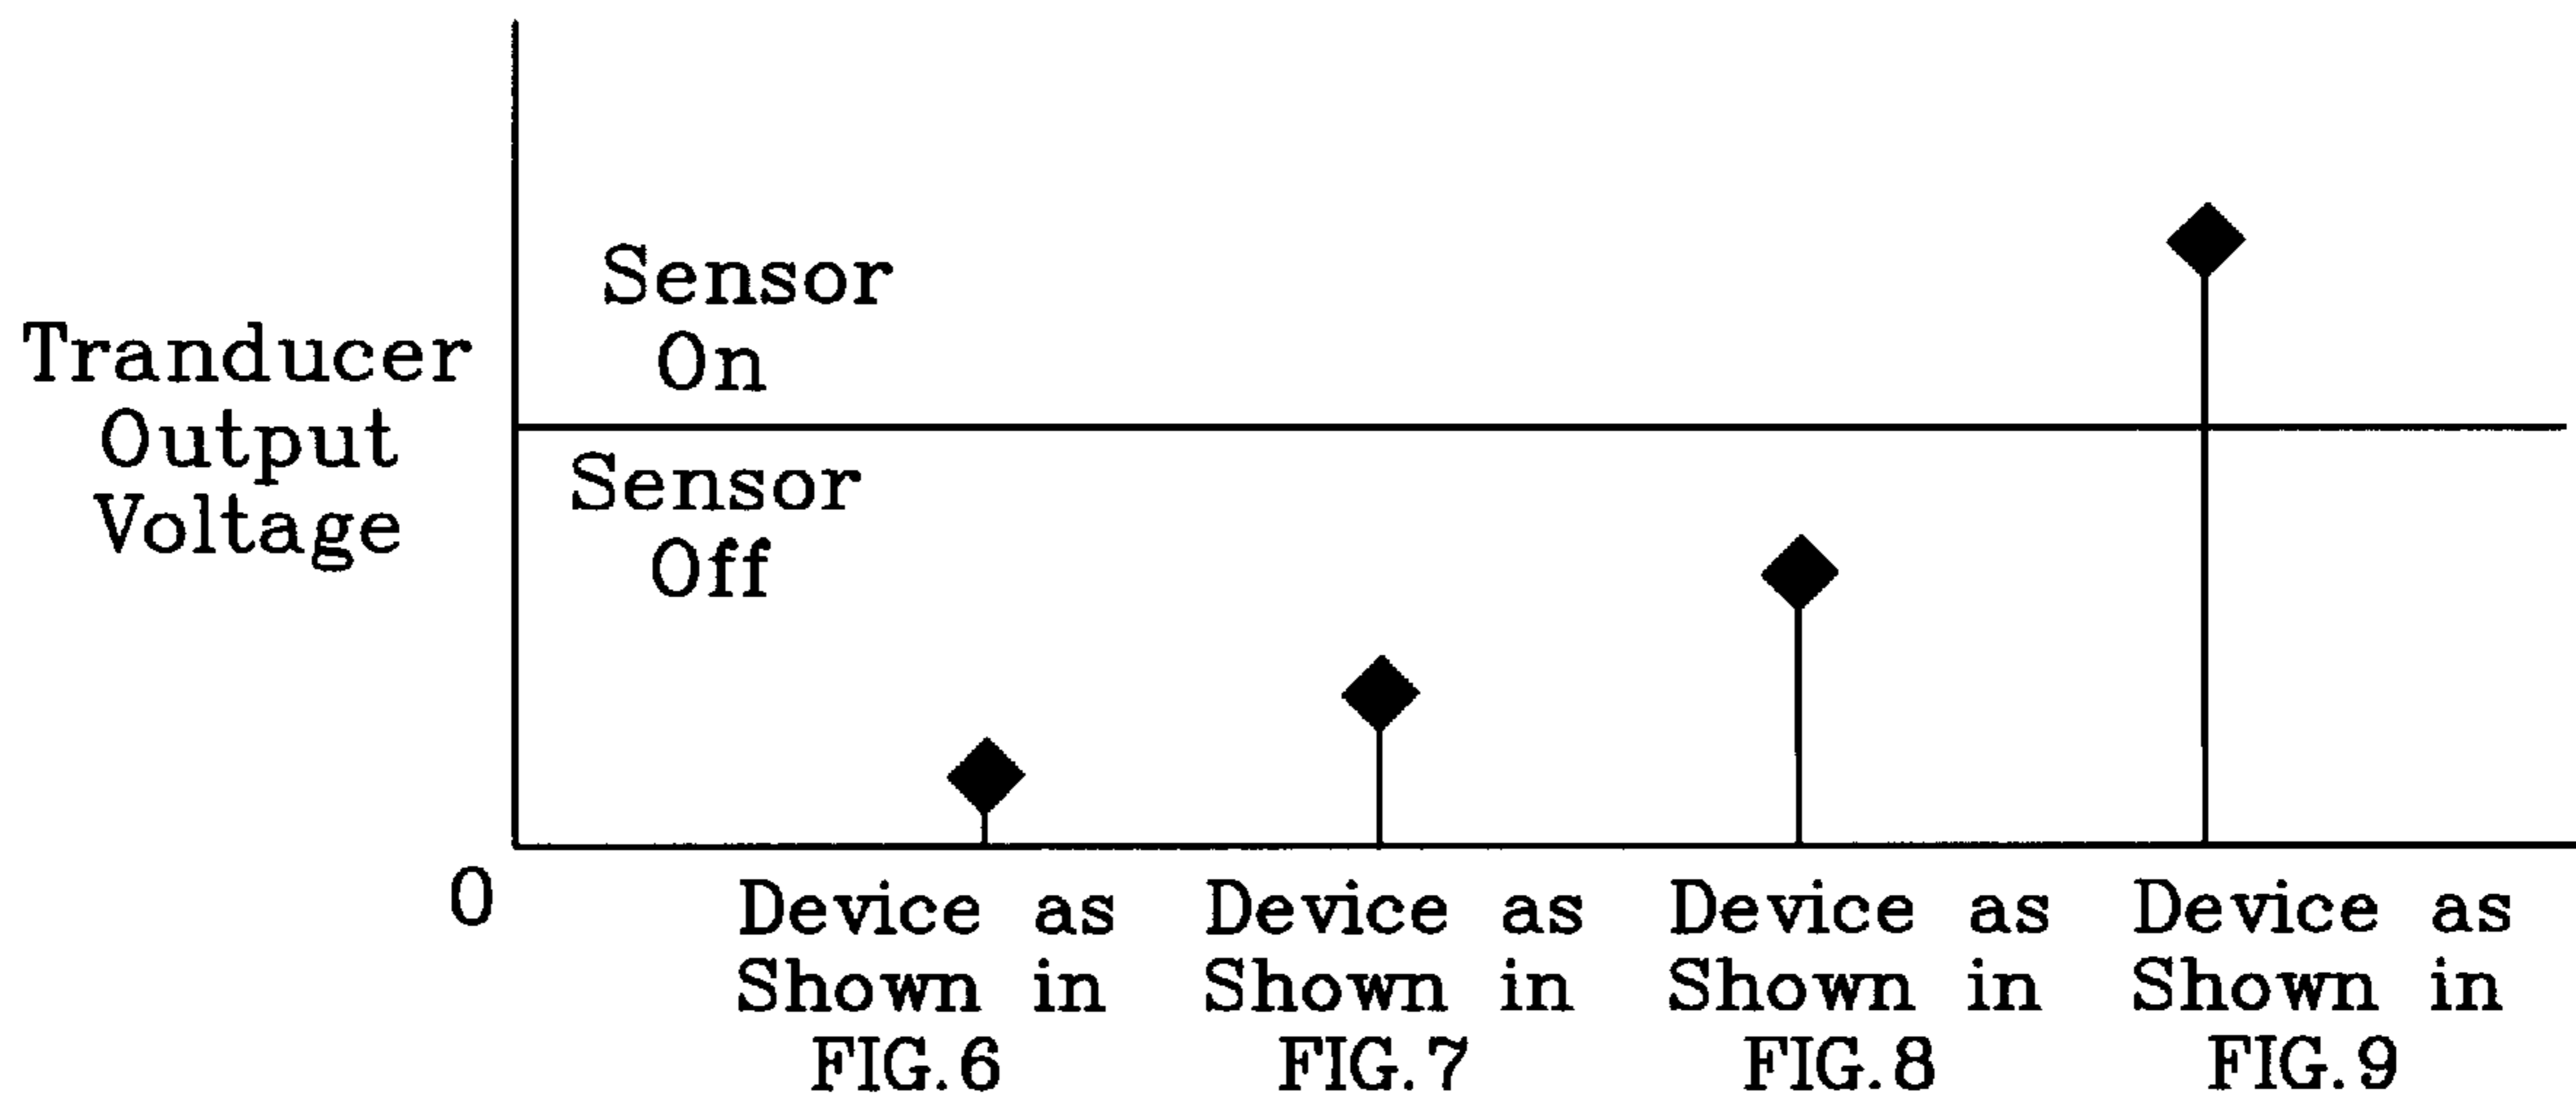 Sensor
On
Tranducer
Output
Voltage
Sensor
Off
0
Device as
Shown in
FIG.6
Device as
Shown in
FIG.7
Device as
Shown in
FIG.8
Device as
Shown in
FIG.9